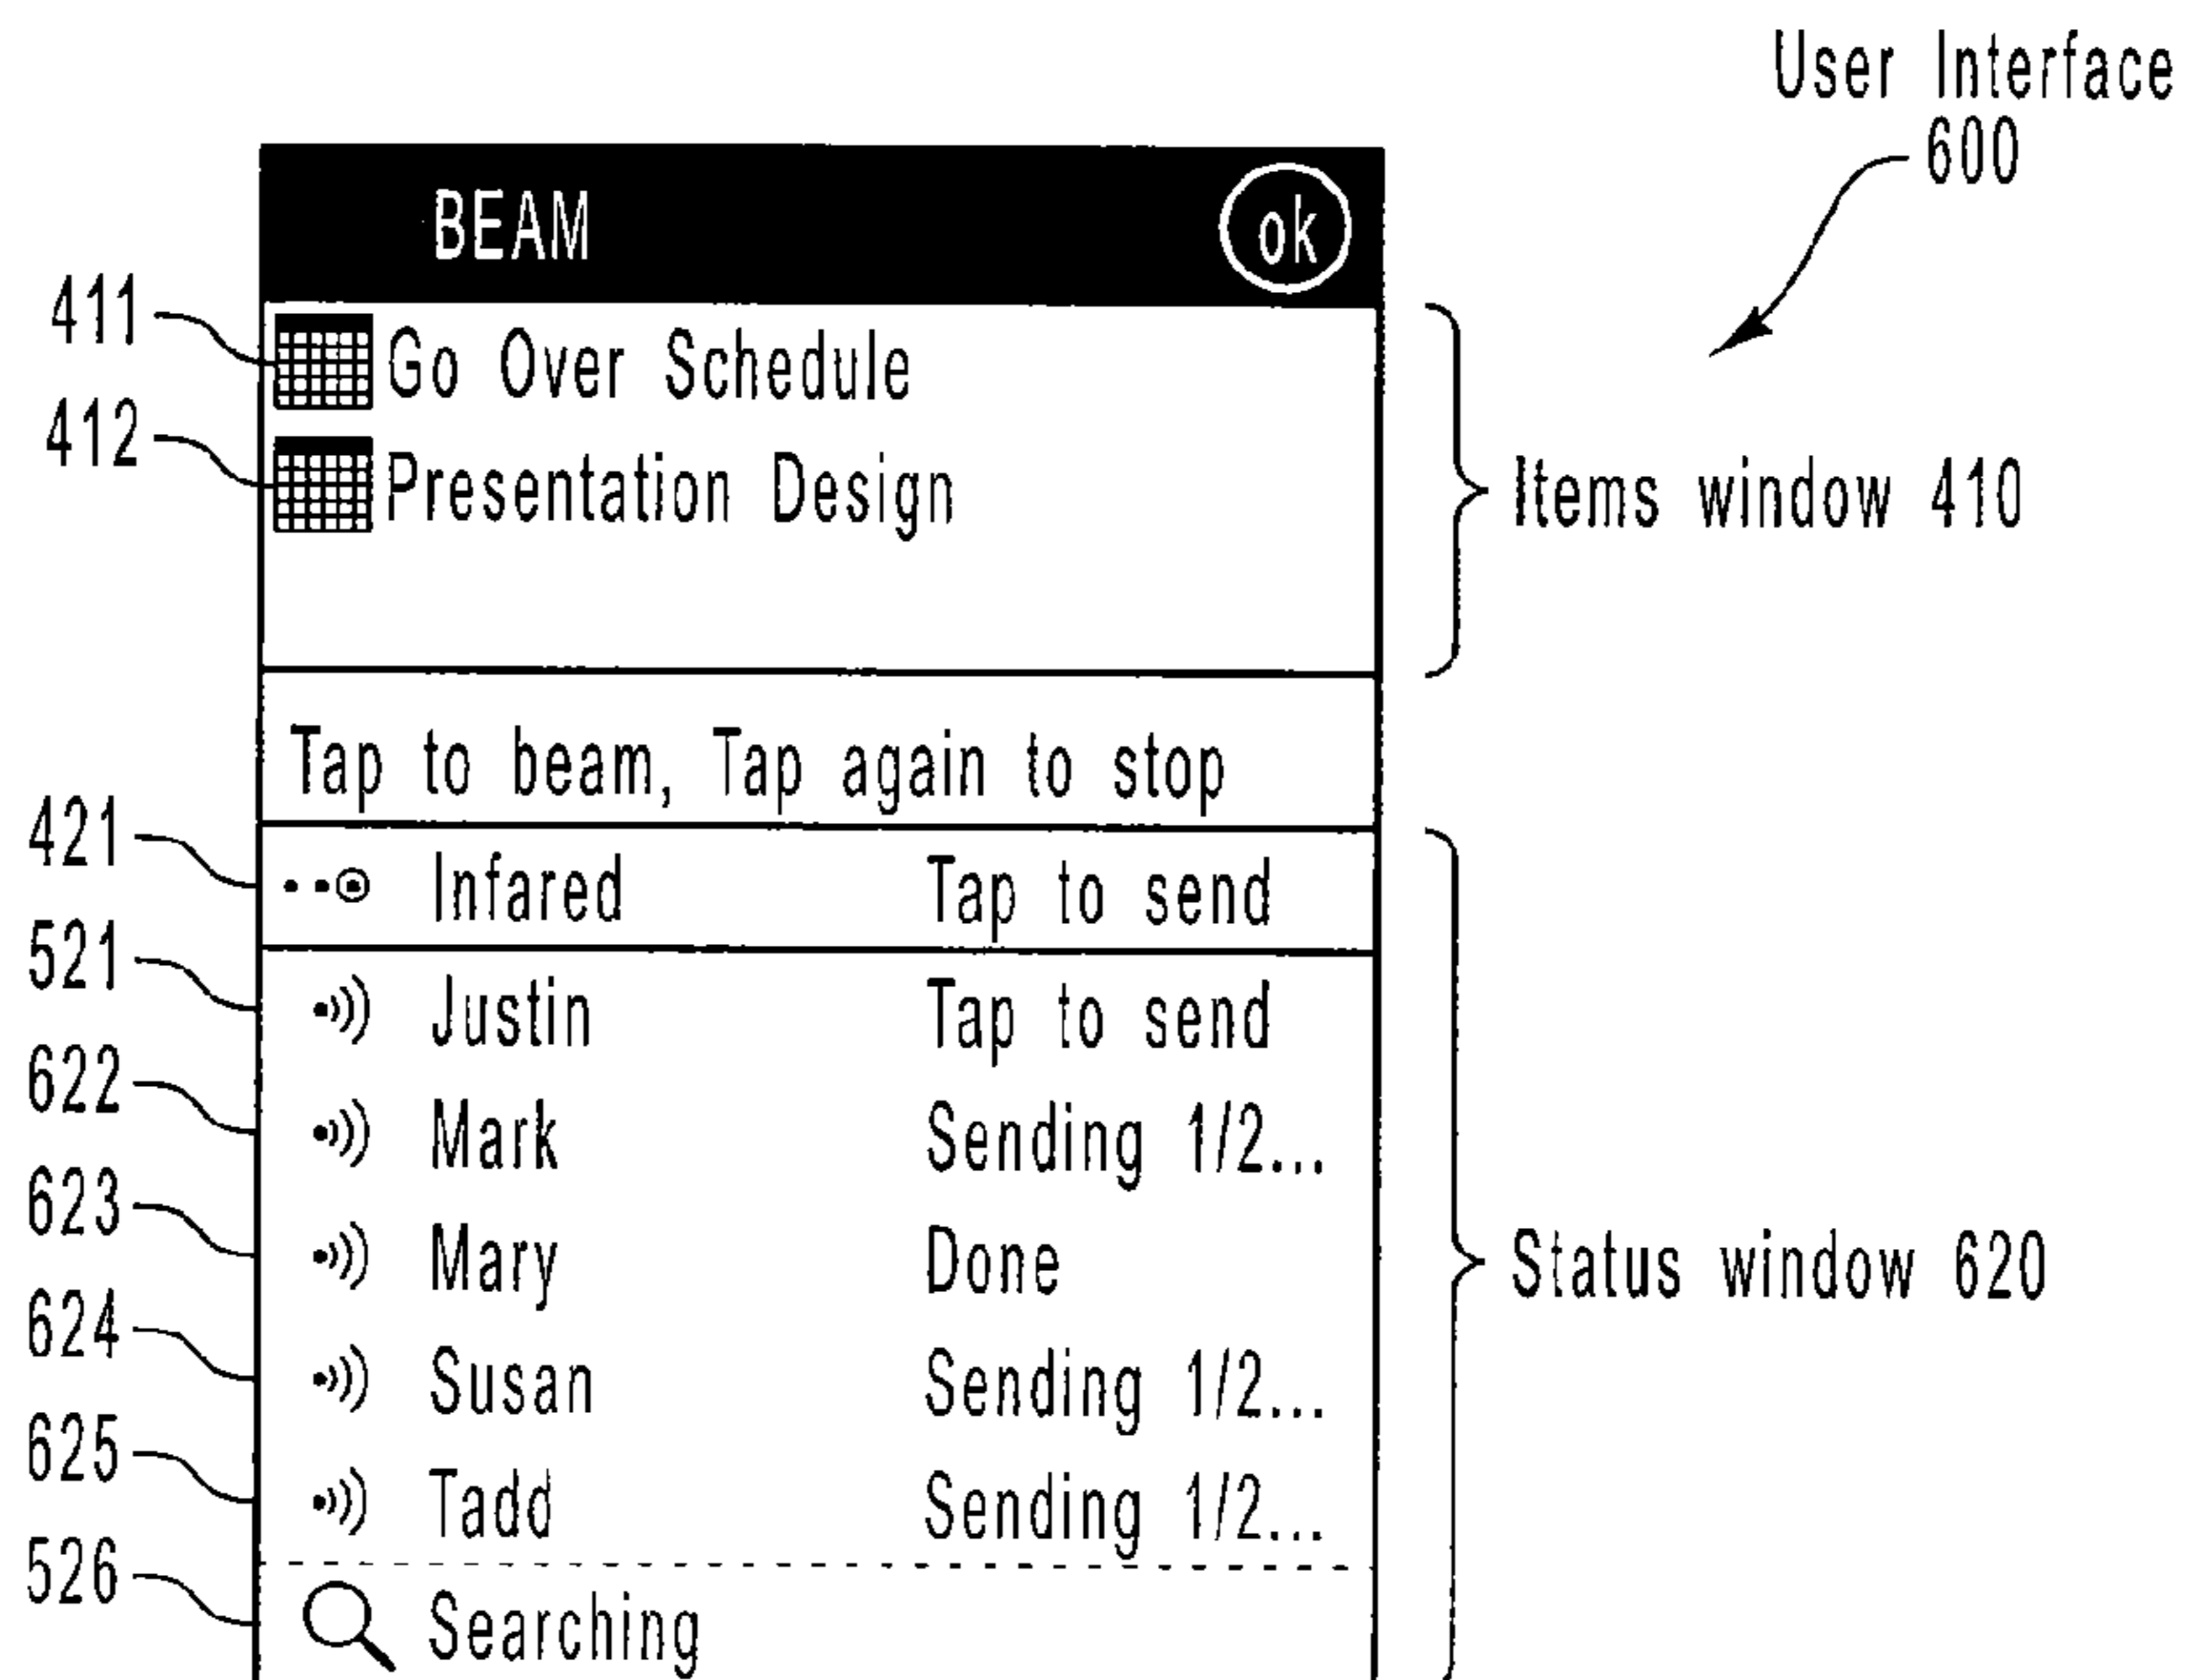 User Interface
600
BEAM ok
411 Go Over Schedule
412 Presentation Design
Items window 410
Tap to beam, Tap again to stop
421 Infared Tap to send
521 Justin Tap to send
622 Mark Sending 1/2...
623 Mary Done
Status window 620
624 Susan Sending 1/2...
625 Tadd Sending 1/2...
526 Searching